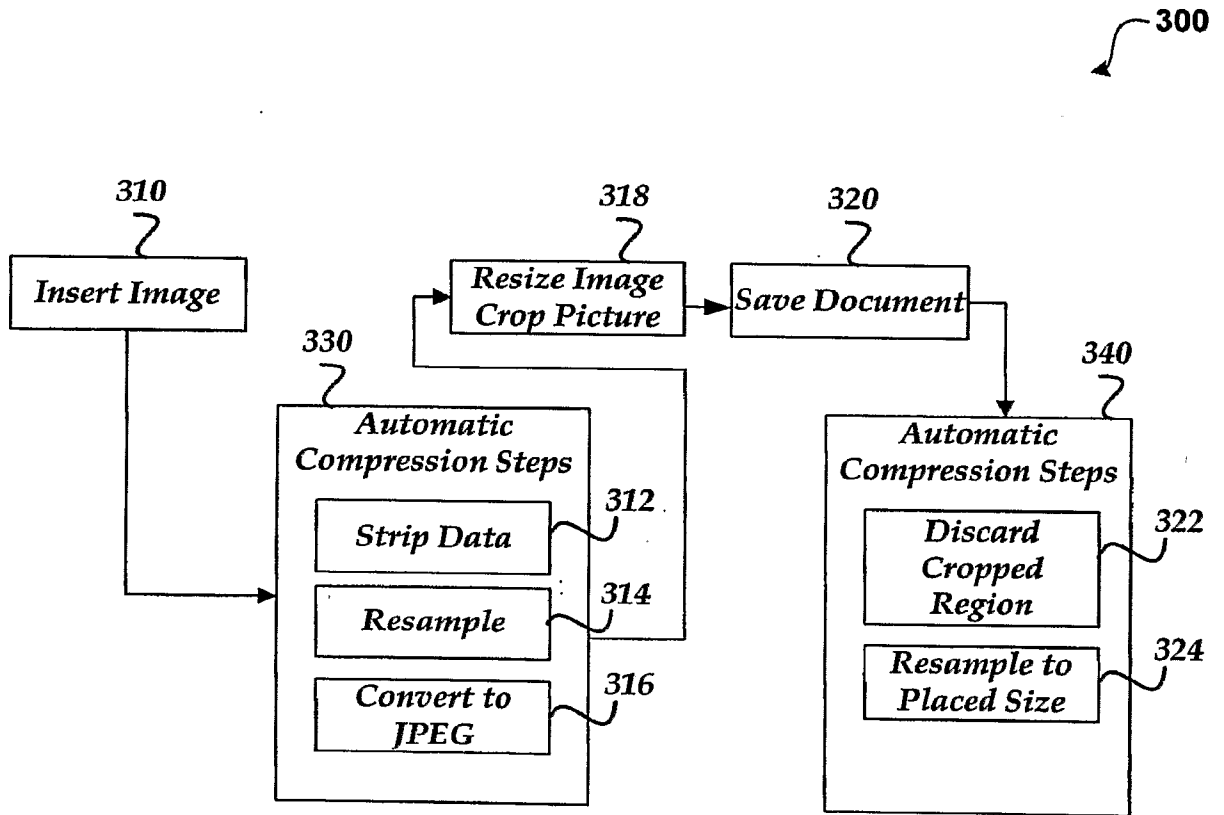 300
310
Insert Image
318
Resize Image
Crop Picture
320
Save Document
330
Automatic
Compression Steps
312
Strip Data
314
Resample
316
Convert to
JPEG
340
Automatic
Compression Steps
322
Discard
Cropped
Region
324
Resample to
Placed Size